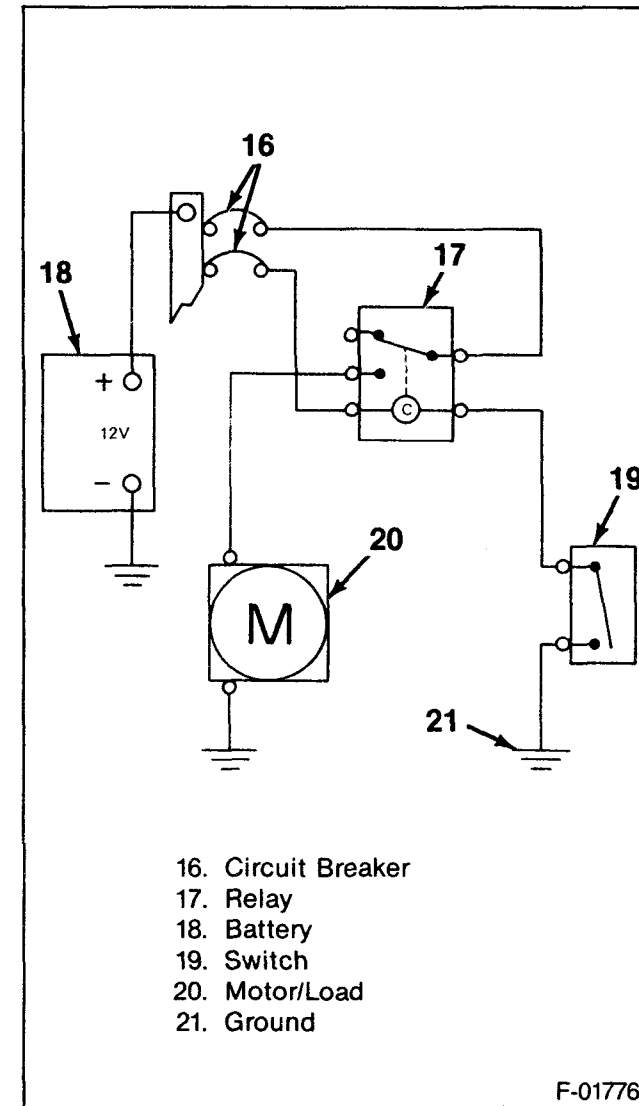 16
17
18
+
12V
−
C
19
20
M
21
16. Circuit Breaker
17. Relay
18. Battery
19. Switch
20. Motor/Load
21. Ground
F-01776